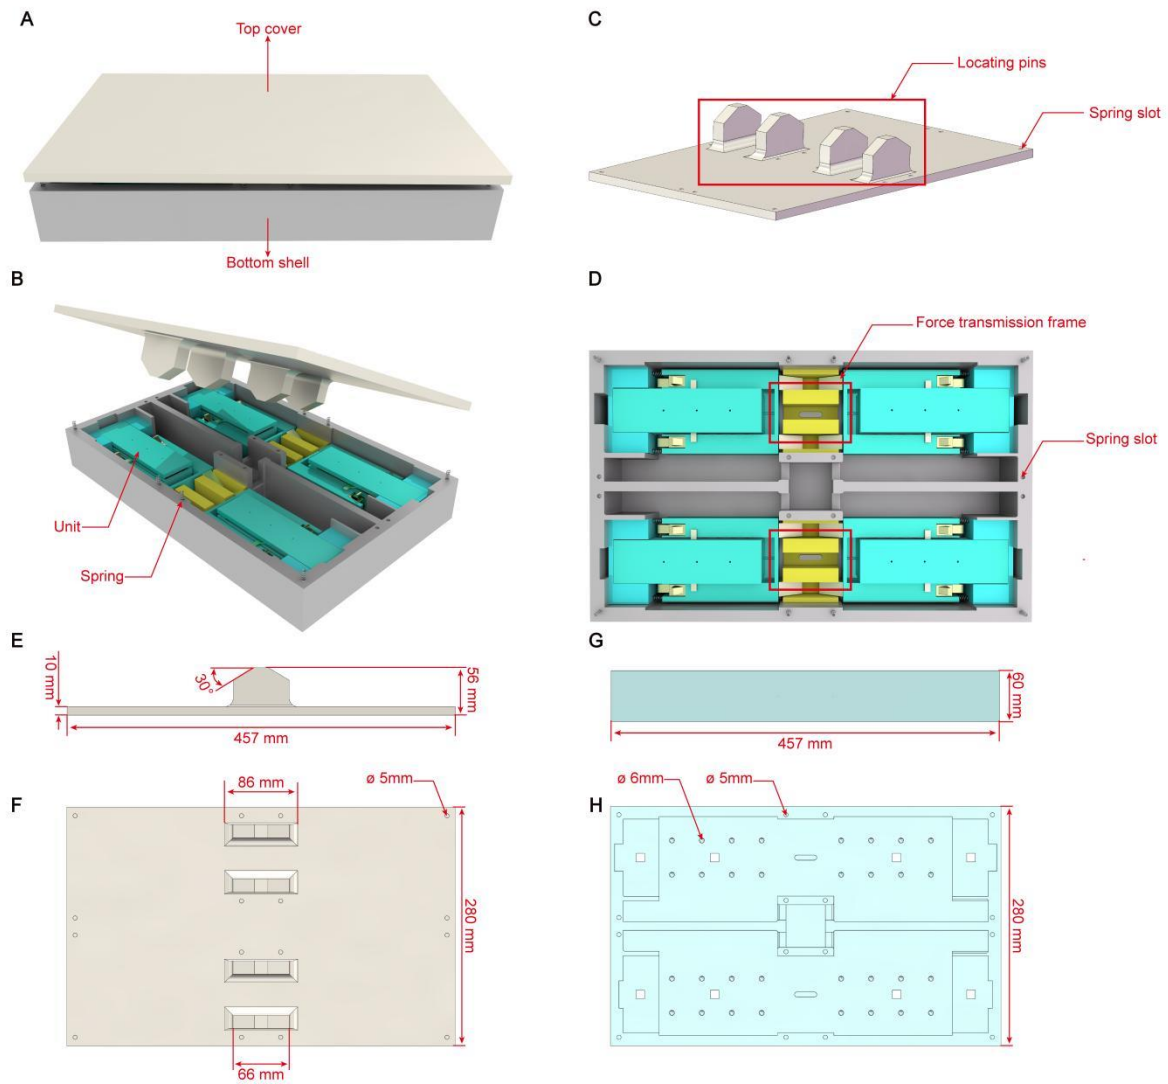 A
Top cover
Bottom shell
C
Locating pins
Spring slot
B
Unit
Spring
D
Force transmission frame
Spring slot
E
10 mm
30°
56 mm
457 mm
G
60 mm
457 mm
F
86 mm
ø 5mm
280 mm
66 mm
H
ø 6mm
ø 5mm
280 mm